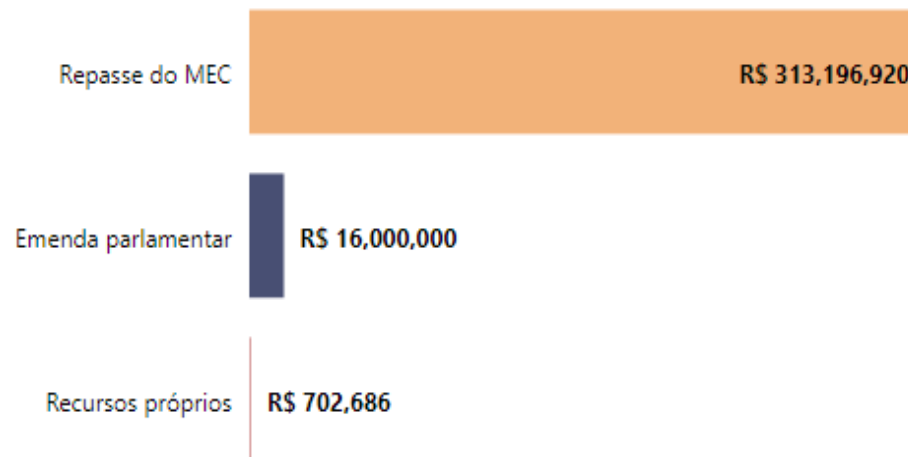 Repasse do MEC R$ 313,196,920
Emenda parlamentar R$ 16,000,000
Recursos próprios R$ 702,686